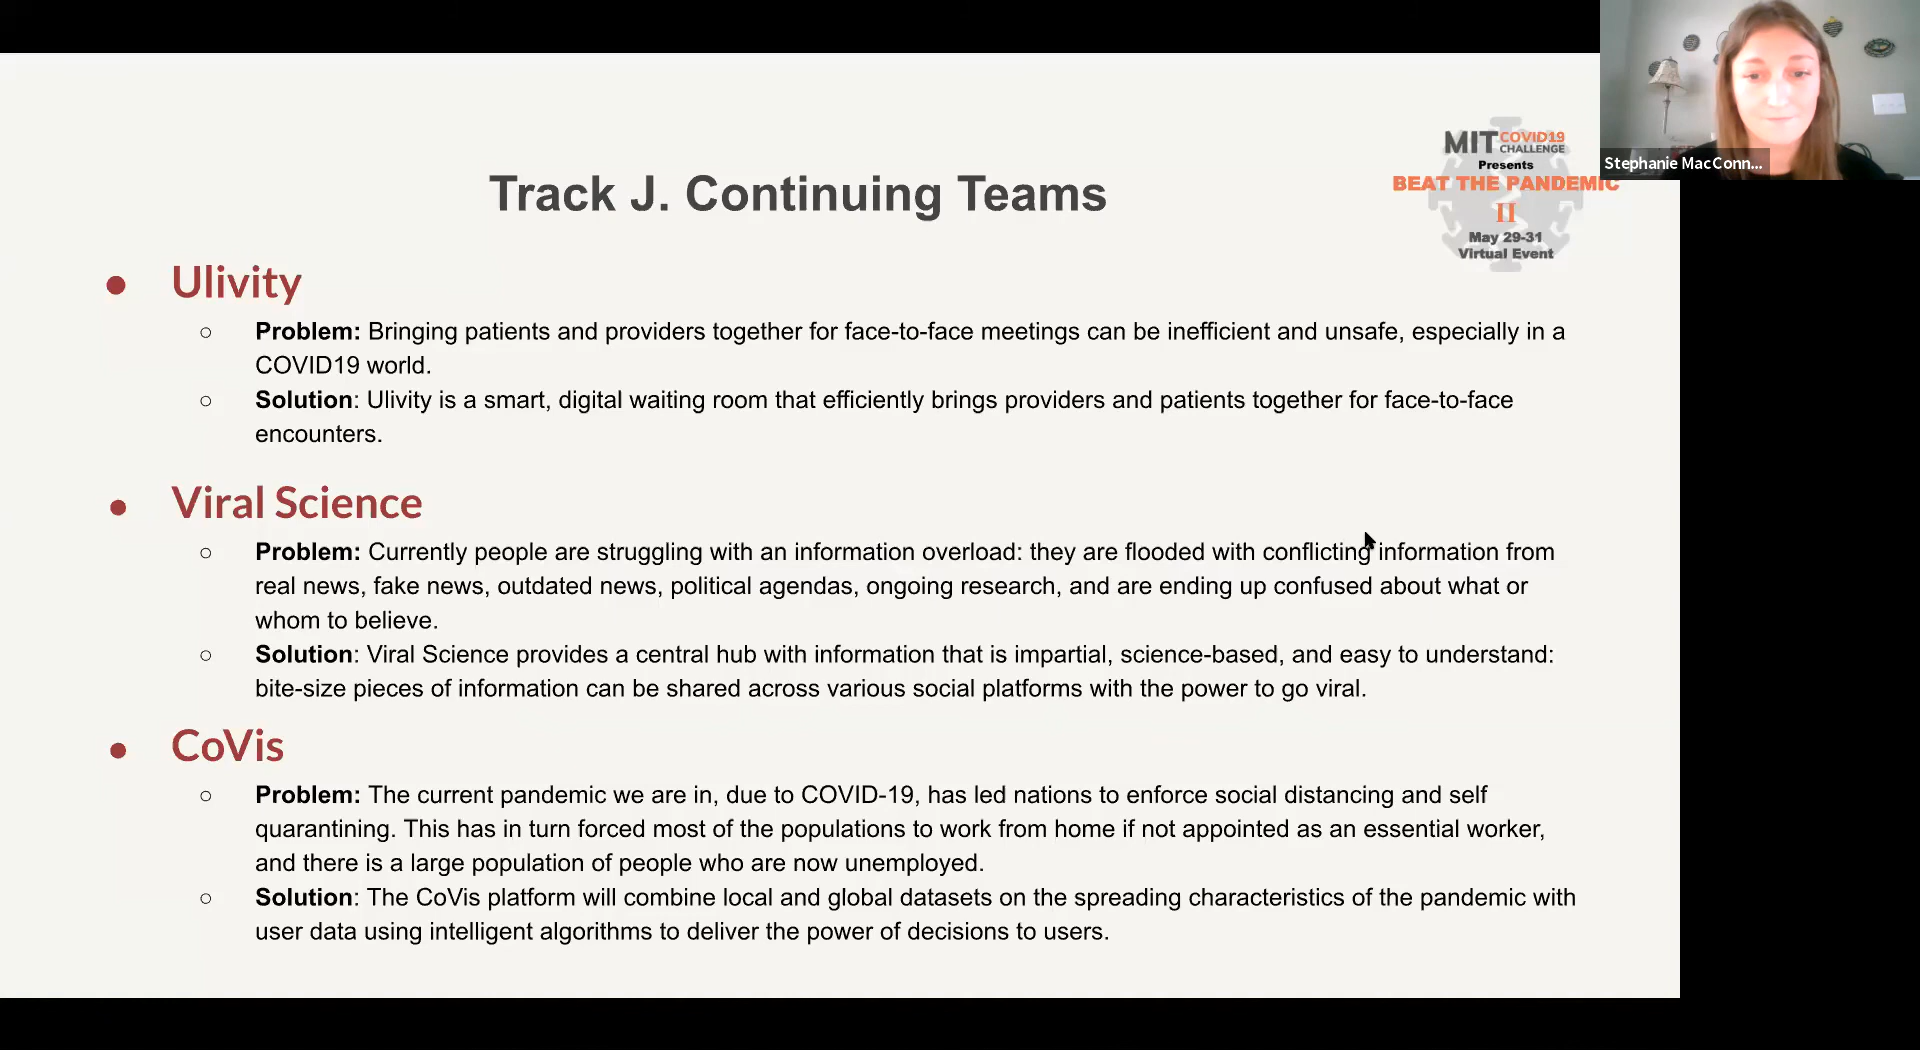 Track J. Continuing Teams
MIT COVID19
CHALLENGE
Presents
BEAT THE PANDEMIC
II
May 29-31
Virtual Event
Stephanie MacConn...
● Ulivity
○ Problem: Bringing patients and providers together for face-to-face meetings can be inefficient and unsafe, especially in a
COVID19 world.
○ Solution: Ulivity is a smart, digital waiting room that efficiently brings providers and patients together for face-to-face
encounters.
● Viral Science
○ Problem: Currently people are struggling with an information overload: they are flooded with conflicting information from
real news, fake news, outdated news, political agendas, ongoing research, and are ending up confused about what or
whom to believe.
○ Solution: Viral Science provides a central hub with information that is impartial, science-based, and easy to understand:
bite-size pieces of information can be shared across various social platforms with the power to go viral.
● CoVis
○ Problem: The current pandemic we are in, due to COVID-19, has led nations to enforce social distancing and self
quarantining. This has in turn forced most of the populations to work from home if not appointed as an essential worker,
and there is a large population of people who are now unemployed.
○ Solution: The CoVis platform will combine local and global datasets on the spreading characteristics of the pandemic with
user data using intelligent algorithms to deliver the power of decisions to users.